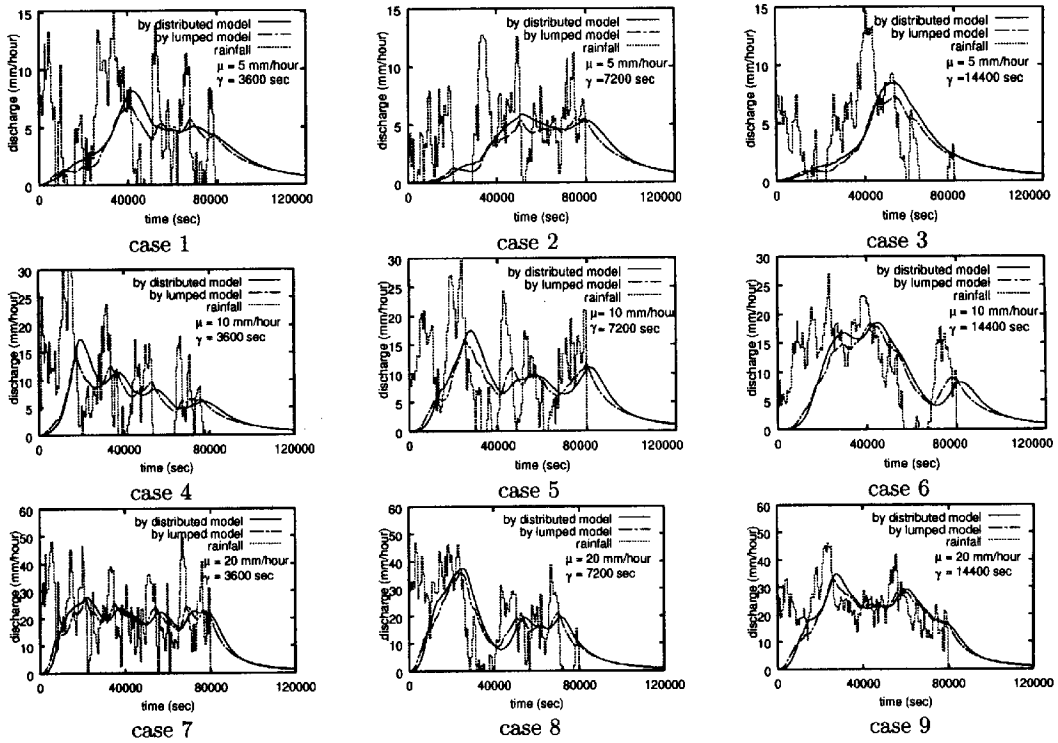 15
10
5
0
discharge (mm/hour)
by distributed model
by lumped model
rainfall
μ = 5 mm/hour
γ = 3600 sec
0 40000 80000 120000
time (sec)
case 1
15
10
5
0
discharge (mm/hour)
by distributed model
by lumped model
rainfall
μ = 5 mm/hour
γ =7200 sec
0 40000 80000 120000
time (sec)
case 2
15
10
5
0
discharge (mm/hour)
by distributed model
by lumped model
rainfall
μ = 5 mm/hour
γ =14400 sec
0 40000 80000 120000
time (sec)
case 3
30
25
20
15
10
5
0
discharge (mm/hour)
by distributed model
by lumped model
rainfall
μ = 10 mm/hour
γ = 3600 sec
0 40000 80000 120000
time (sec)
case 4
30
25
20
15
10
5
0
discharge (mm/hour)
by distributed model
by lumped model
rainfall
μ = 10 mm/hour
γ = 7200 sec
0 40000 80000 120000
time (sec)
case 5
30
25
20
15
10
5
0
discharge (mm/hour)
by distributed model
by lumped model
rainfall
μ = 10 mm/hour
γ = 14400 sec
0 40000 80000 120000
time (sec)
case 6
60
50
40
30
20
10
0
discharge (mm/hour)
by distributed model
by lumped model
rainfall
μ = 20 mm/hour
γ = 3600 sec
0 40000 80000 120000
time (sec)
case 7
60
50
40
30
20
10
0
discharge (mm/hour)
by distributed model
by lumped model
rainfall
μ = 20 mm/hour
γ = 7200 sec
0 40000 80000 120000
time (sec)
case 8
60
50
40
30
20
10
0
discharge (mm/hour)
by distributed model
by lumped model
rainfall
μ = 20 mm/hour
γ = 14400 sec
0 40000 80000 120000
time (sec)
case 9